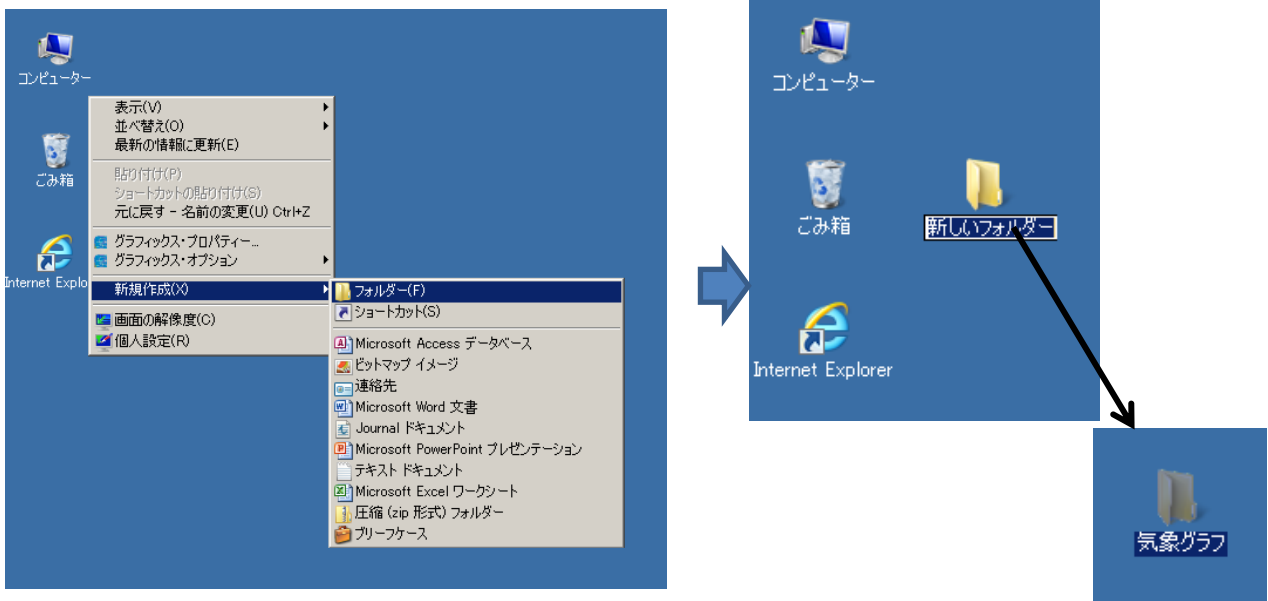 コンピューター
ごみ箱
Internet Explo
表示(V)
並べ替え(O)
最新の情報に更新(E)
貼り付け(P)
ショートカットの貼り付け(S)
元に戻す - 名前の変更(U) Ctrl+Z
グラフィックス・プロパティー...
グラフィックス・オプション
新規作成(X)
画面の解像度(C)
個人設定(R)
フォルダー(F)
ショートカット(S)
Microsoft Access データベース
ビットマップ イメージ
連絡先
Microsoft Word 文書
Journal ドキュメント
Microsoft PowerPoint プレゼンテーション
テキスト ドキュメント
Microsoft Excel ワークシート
圧縮 (zip 形式) フォルダー
ブリーフケース
コンピューター
ごみ箱
新しいフォルダー
Internet Explorer
気象グラフ